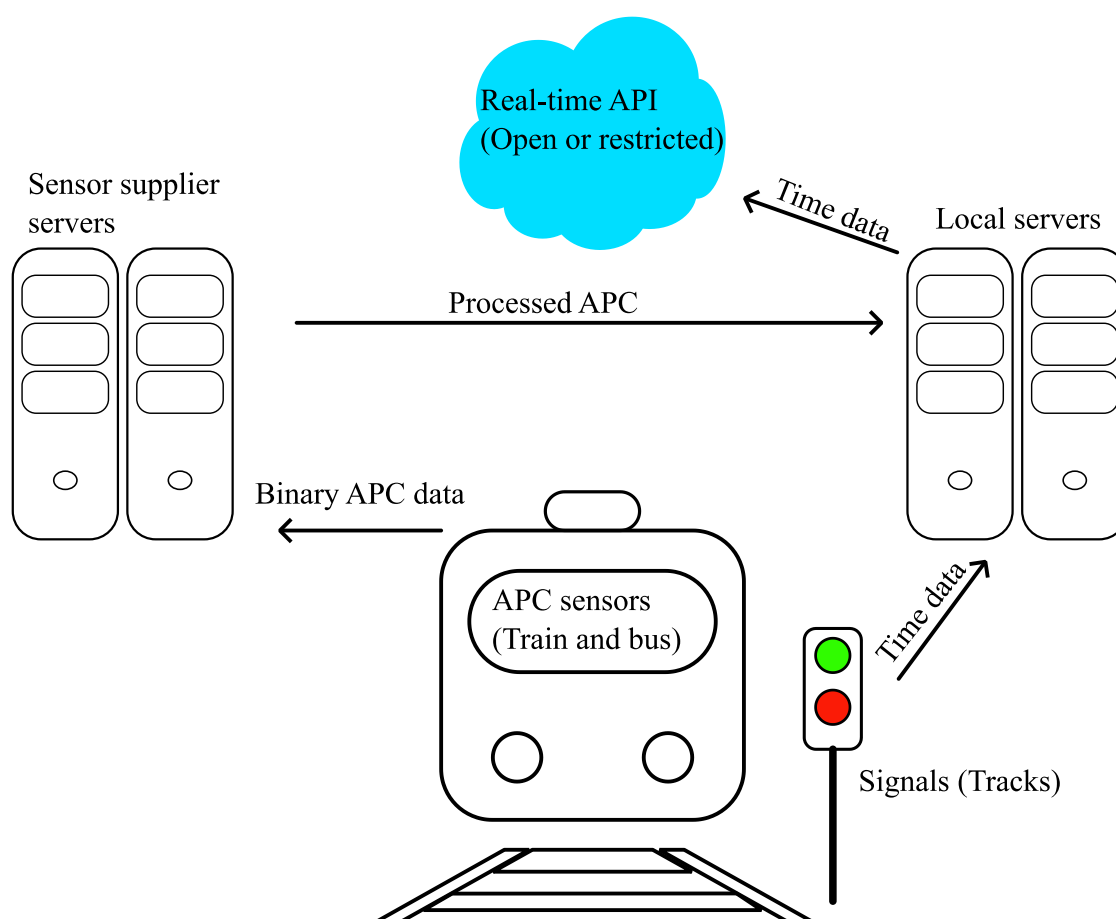 Real-time API
(Open or restricted)
Sensor supplier
servers
Time data
Local servers
Processed APC
Binary APC data
APC sensors
(Train and bus)
Time data
Signals (Tracks)